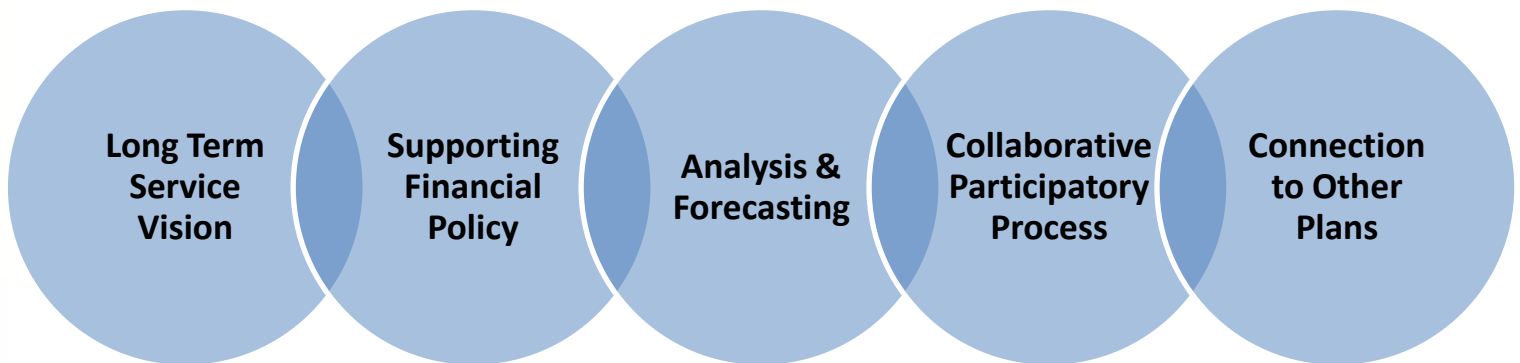 Long Term
Service
Vision
Supporting
Financial
Policy
Analysis &
Forecasting
Collaborative
Participatory
Process
Connection
to Other
Plans